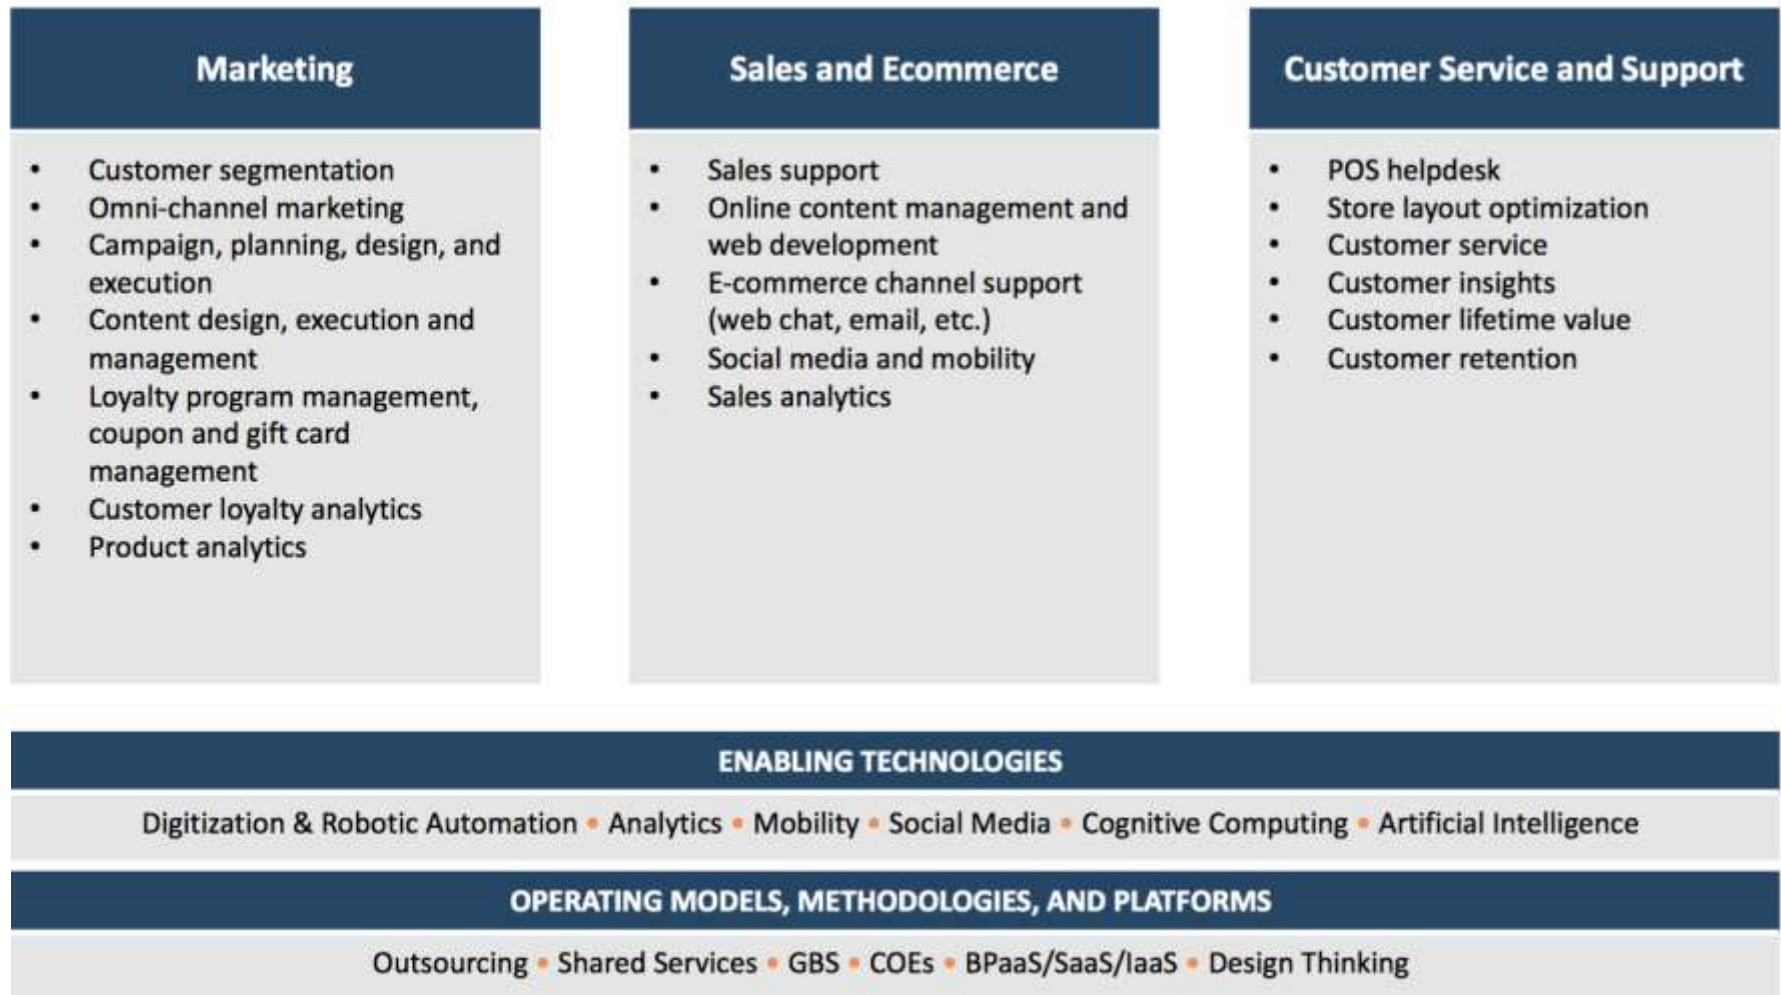 Marketing
• Customer segmentation
• Omni-channel marketing
• Campaign, planning, design, and
execution
• Content design, execution and
management
• Loyalty program management,
coupon and gift card
management
• Customer loyalty analytics
• Product analytics
Sales and Ecommerce
• Sales support
• Online content management and
web development
• E-commerce channel support
(web chat, email, etc.)
• Social media and mobility
• Sales analytics
Customer Service and Support
• POS helpdesk
• Store layout optimization
• Customer service
• Customer insights
• Customer lifetime value
• Customer retention
ENABLING TECHNOLOGIES
Digitization & Robotic Automation • Analytics • Mobility • Social Media • Cognitive Computing • Artificial Intelligence
OPERATING MODELS, METHODOLOGIES, AND PLATFORMS
Outsourcing • Shared Services • GBS • COEs • BPaaS/SaaS/IaaS • Design Thinking